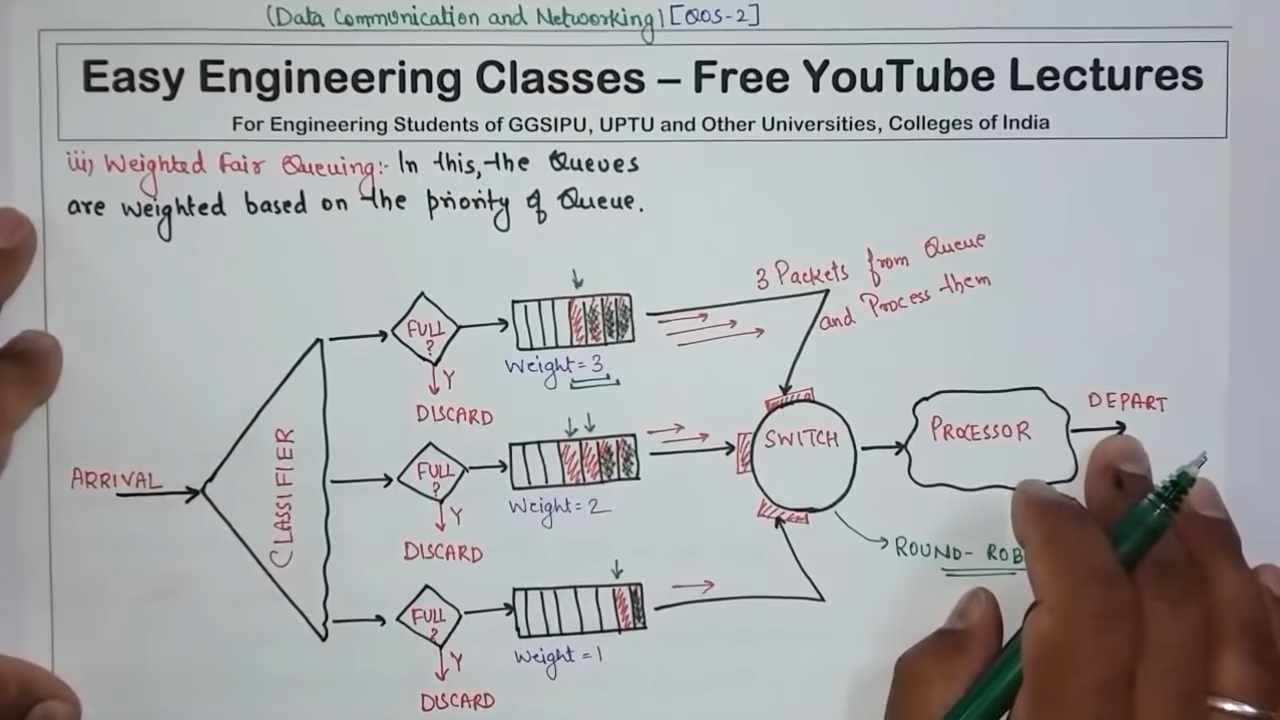 (Data Communication and Networking) [QOS-2]
Easy Engineering Classes – Free YouTube Lectures
For Engineering Students of GGSIPU, UPTU and Other Universities, Colleges of India
iii) Weighted Fair Queuing:- In this, the Queues
are weighted based on the priority of Queue.
3 Packets from Queue
and Process them
FULL
?
Y
DISCARD
Weight=3
ARRIVAL
CLASSIFIER
FULL
?
Y
DISCARD
Weight=2
SWITCH
PROCESSOR
DEPART
ROUND-ROB
FULL
?
Y
DISCARD
Weight=1